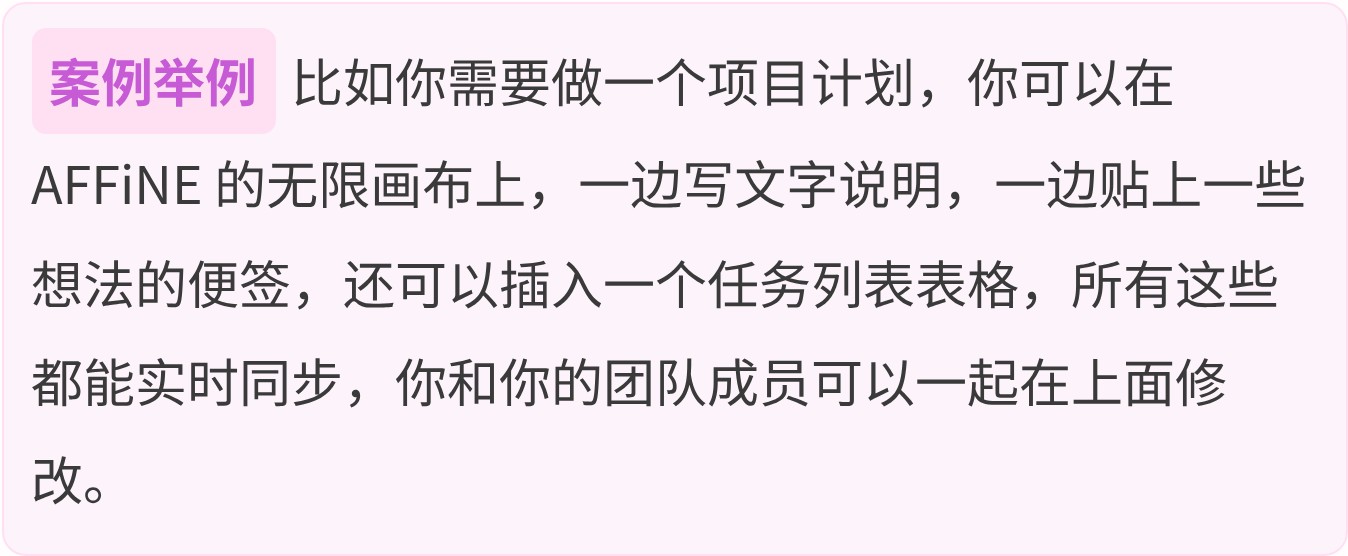 案例举例 比如你需要做一个项目计划，你可以在
AFFiNE 的无限画布上，一边写文字说明，一边贴上一些
想法的便签，还可以插入一个任务列表表格，所有这些
都能实时同步，你和你的团队成员可以一起在上面修
改。